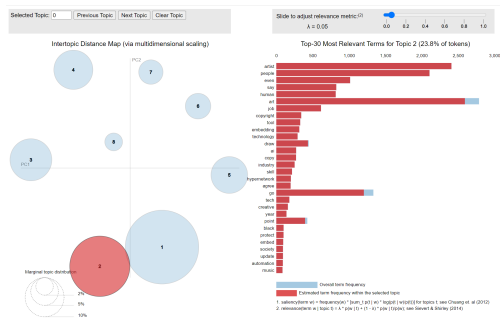 Selected Topic: 0 Previous Topic Next Topic Clear Topic
Slide to adjust relevance metric:(2)
λ = 0.05
0.0 0.2 0.4 0.6 0.8 1.0
Intertopic Distance Map (via multidimensional scaling)
PC2
PC1
4
7
6
8
3
5
1
2
Marginal topic distribution
2%
5%
10%
Top-30 Most Relevant Terms for Topic 2 (23.8% of tokens)
0 500 1,000 1,500 2,000 2,500 3,000
artist
people
even
say
human
art
job
copyright
tool
embedding
technology
draw
w
copy
industry
skill
hypernetwork
agree
go
tech
creative
year
point
black
protect
embed
society
update
automation
music
Overall term frequency
Estimated term frequency within the selected topic
1. saliency(term w) = frequency(w) * [sum_t p(t | w) * log(p(t | w)/p(t))] for topics t; see Chuang et. al (2012)
2. relevance(term w | topic t) = λ * p(w | t) + (1 - λ) * p(w | t)/p(w); see Sievert & Shirley (2014)